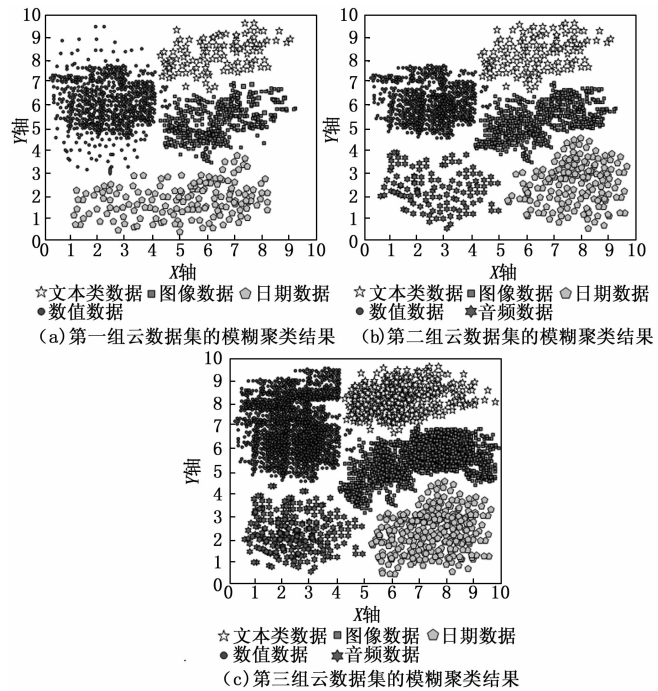 10
9
8
7
6
5
4
3
2
1
0
Y轴
1 2 3 4 5 6 7 8 9 10
X轴
☆文本类数据 ■图像数据 ⬟日期数据
●数值数据
(a)第一组云数据集的模糊聚类结果
10
9
8
7
6
5
4
3
2
1
0
Y轴
1 2 3 4 5 6 7 8 9 10
X轴
☆文本类数据 ■图像数据 ⬟日期数据
●数值数据 ✶音频数据
(b)第二组云数据集的模糊聚类结果
10
9
8
7
6
5
4
3
2
1
0
Y轴
0 1 2 3 4 5 6 7 8 9 10
X轴
☆文本类数据 ■图像数据 ⬟日期数据
●数值数据 ✶音频数据
(c)第三组云数据集的模糊聚类结果